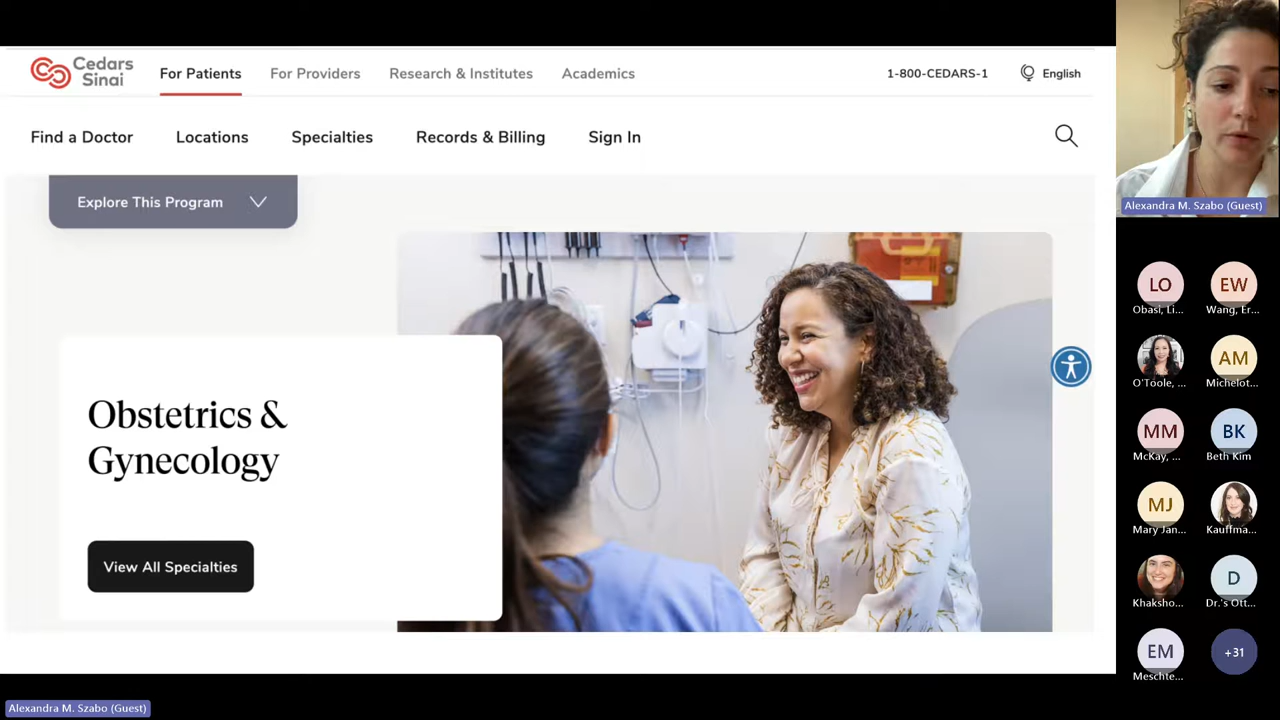 Cedars
Sinai
For Patients
For Providers
Research & Institutes
Academics
1-800-CEDARS-1
English
Find a Doctor
Locations
Specialties
Records & Billing
Sign In
Explore This Program
Obstetrics &
Gynecology
View All Specialties
Alexandra M. Szabo (Guest)
LO
Obasi, Li...
EW
Wang, Er...
O'Toole, ...
AM
Michelot...
MM
McKay, ...
BK
Beth Kim
MJ
Mary Jan...
Kauffma...
Khaksho...
D
Dr.'s Ott...
EM
Meschte...
+31
Alexandra M. Szabo (Guest)